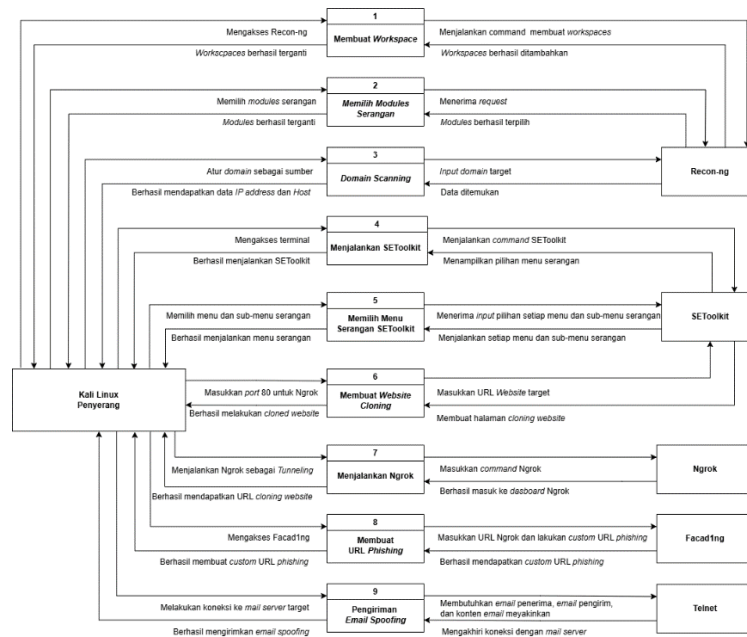 1
Mengakses Recon-ng
Membuat Workspace
Menjalankan command membuat workspaces
Workscpaces berhasil terganti
Workspaces berhasil ditambahkan
2
Memilih modules serangan
Memilih Modules
Serangan
Menerima request
Modules berhasil terganti
Modules berhasil terpilih
3
Atur domain sebagai sumber
Domain Scanning
Input domain target
Recon-ng
Berhasil mendapatkan data IP address dan Host
Data ditemukan
4
Mengakses terminal
Menjalankan SEToolkit
Menjalankan command SEToolkit
Berhasil menjalankan SEToolkit
Menampilkan pilihan menu serangan
5
Memilih menu dan sub-menu serangan
Memilih Menu
Serangan SEToolkit
Menerima input pilihan setiap menu dan sub-menu serangan
SEToolkit
Berhasil menjalankan menu serangan
Menjalankan setiap menu dan sub-menu serangan
Kali Linux
Penyerang
6
Masukkan port 80 untuk Ngrok
Membuat Website
Cloning
Masukkan URL Website target
Berhasil melakukan cloned website
Membuat halaman cloning website
7
Menjalankan Ngrok sebagai Tunneling
Menjalankan Ngrok
Masukkan command Ngrok
Ngrok
Berhasil mendapatkan URL cloning website
Berhasil masuk ke dasboard Ngrok
8
Mengakses Facad1ng
Membuat
URL Phishing
Masukkan URL Ngrok dan lakukan custom URL phishing
Facad1ng
Berhasil membuat custom URL phishing
Berhasil mendapatkan custom URL phishing
9
Melakukan koneksi ke mail server target
Pengiriman
Email Spoofing
Membutuhkan email penerima, email pengirim,
dan konten email meyakinkan
Telnet
Berhasil mengirimkan email spoofing
Mengakhiri koneksi dengan mail server